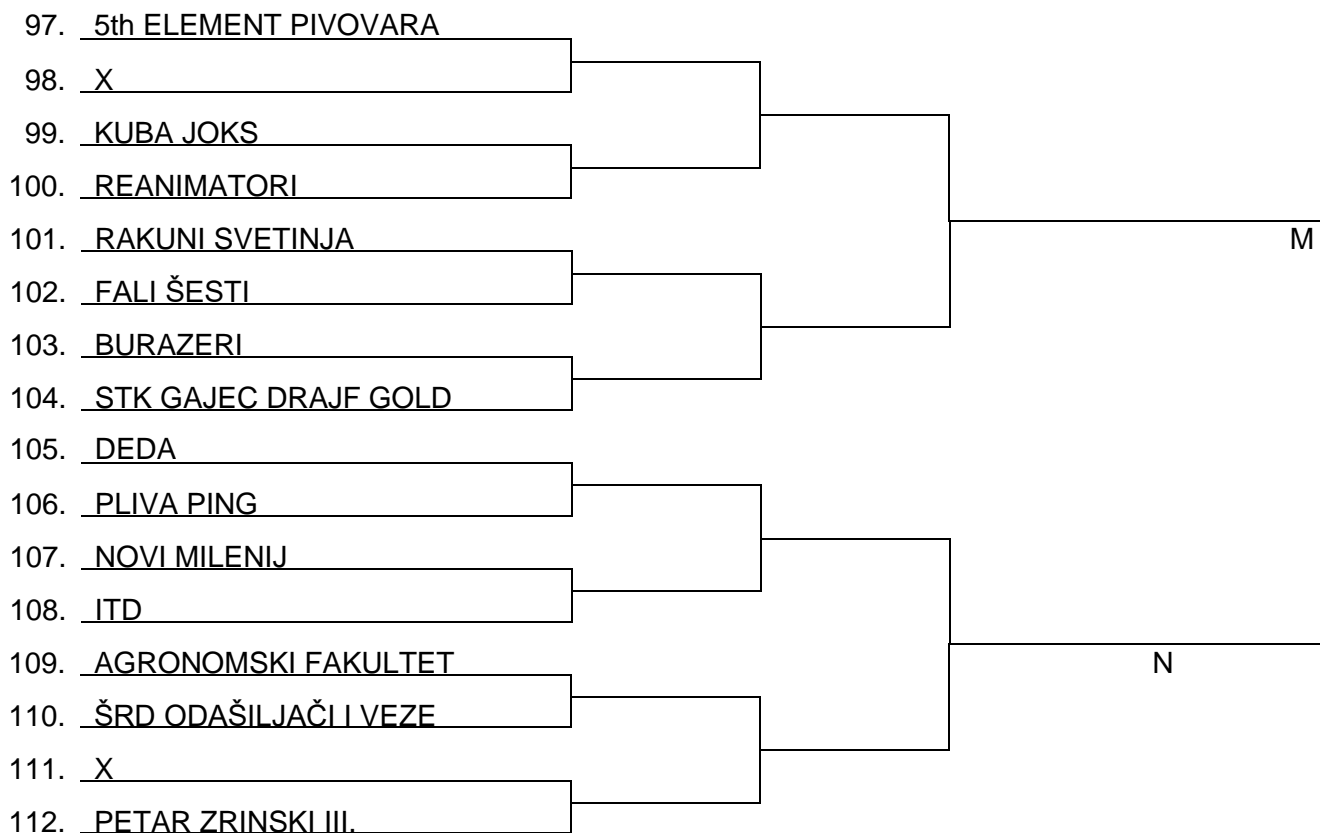 97. 5th ELEMENT PIVOVARA
98. X
99. KUBA JOKS
100. REANIMATORI
101. RAKUNI SVETINJA
M
102. FALI ŠESTI
103. BURAZERI
104. STK GAJEC DRAJF GOLD
105. DEDA
106. PLIVA PING
107. NOVI MILENIJ
108. ITD
109. AGRONOMSKI FAKULTET
N
110. ŠRD ODAŠILJAČI I VEZE
111. X
112. PETAR ZRINSKI III.